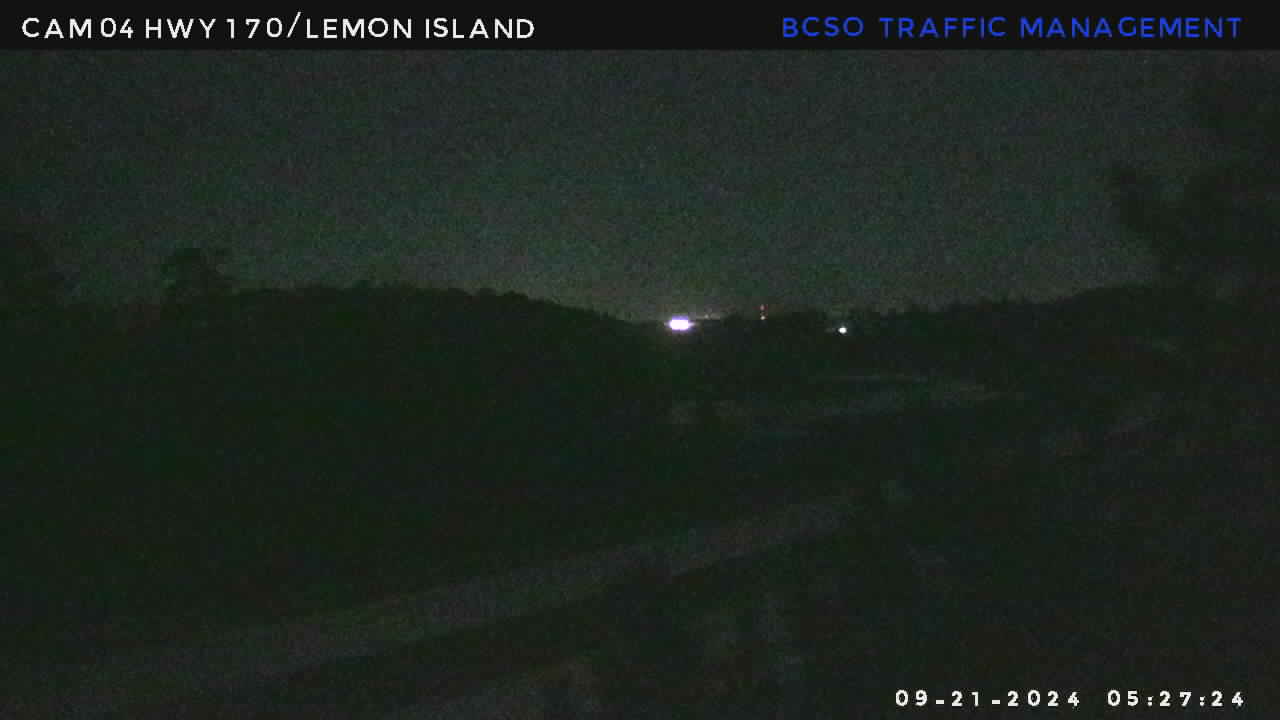 CAM04 HWY 170/LEMON ISLAND
BCSO TRAFFIC MANAGEMENT
09-21-2024 05:27:24